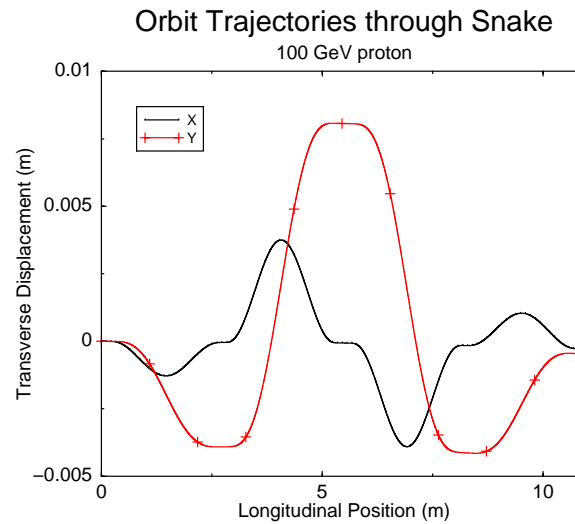 Orbit Trajectories through Snake
100 GeV proton
0.01
0.005
0
−0.005
Transverse Displacement (m)
X
Y
0
5
10
Longitudinal Position (m)